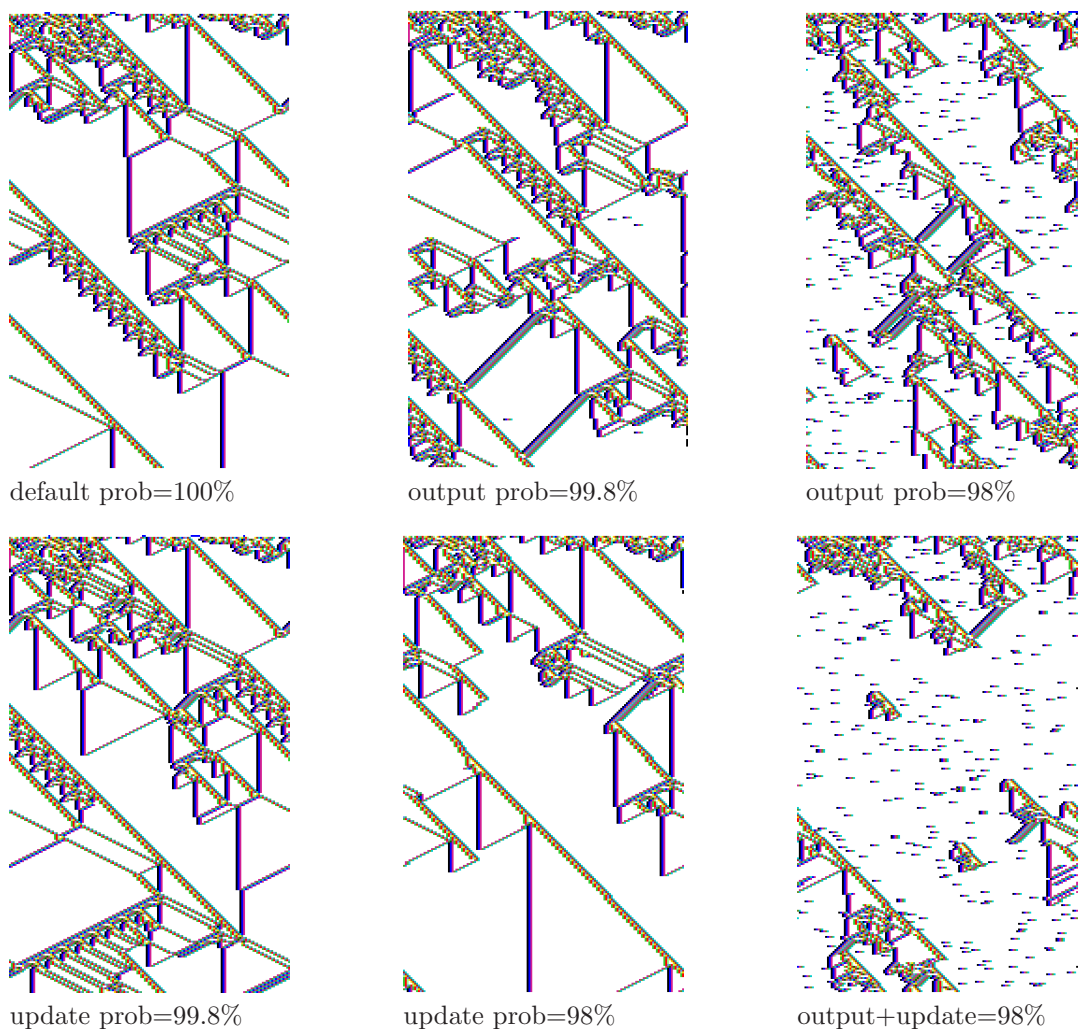 default prob=100%
output prob=99.8%
output prob=98%
update prob=99.8%
update prob=98%
output+update=98%